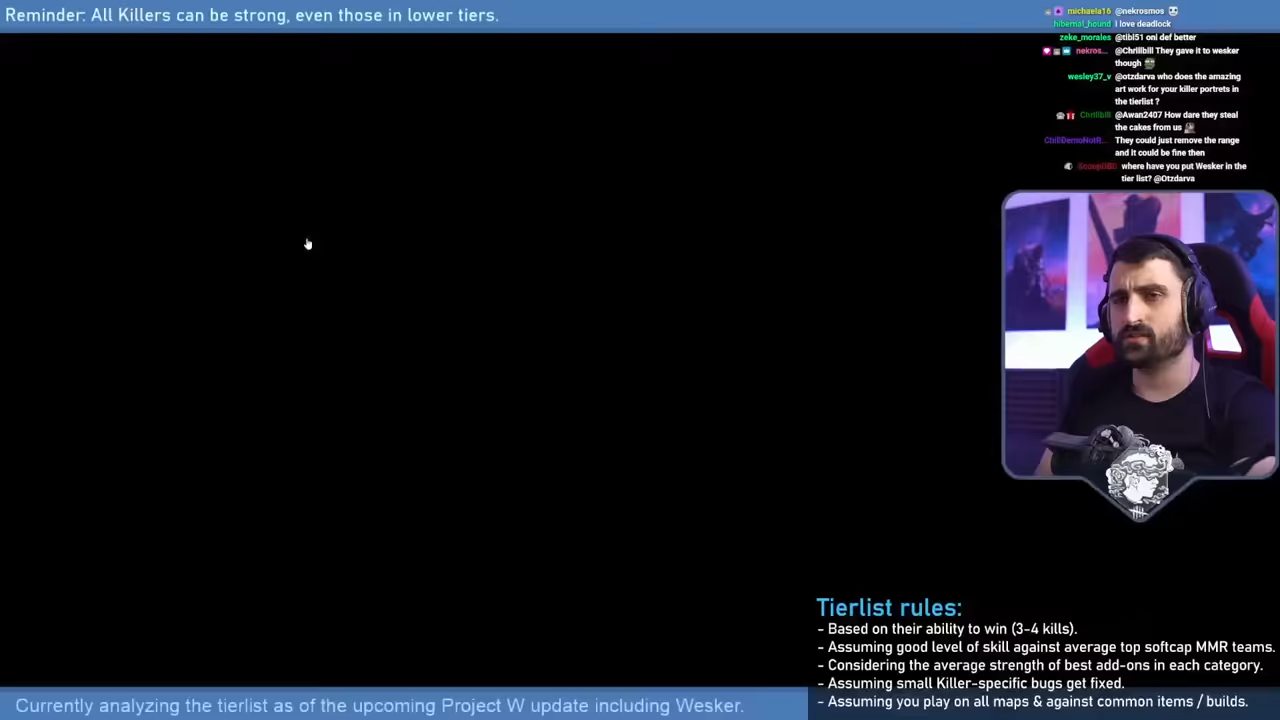 Reminder: All Killers can be strong, even those in lower tiers.
michaela16 @nekrosmos
hibernal_hound I love deadlock
zeke_morales @tibl51 oni def better
nekros... @Chrillbill They gave it to wesker
though
wesley37_v @otzdarva who does the amazing
art work for your killer portrets in
the tierlist ?
Chrillbill @Awan2407 How dare they steal
the cakes from us
ChillDemoNotR... They could just remove the range
and it could be fine then
where have you put Wesker in the
tier list? @Otzdarva
Tierlist rules:
- Based on their ability to win (3-4 kills).
- Assuming good level of skill against average top softcap MMR teams.
- Considering the average strength of best add-ons in each category.
- Assuming small Killer-specific bugs get fixed.
- Assuming you play on all maps & against common items / builds.
Currently analyzing the tierlist as of the upcoming Project W update including Wesker.